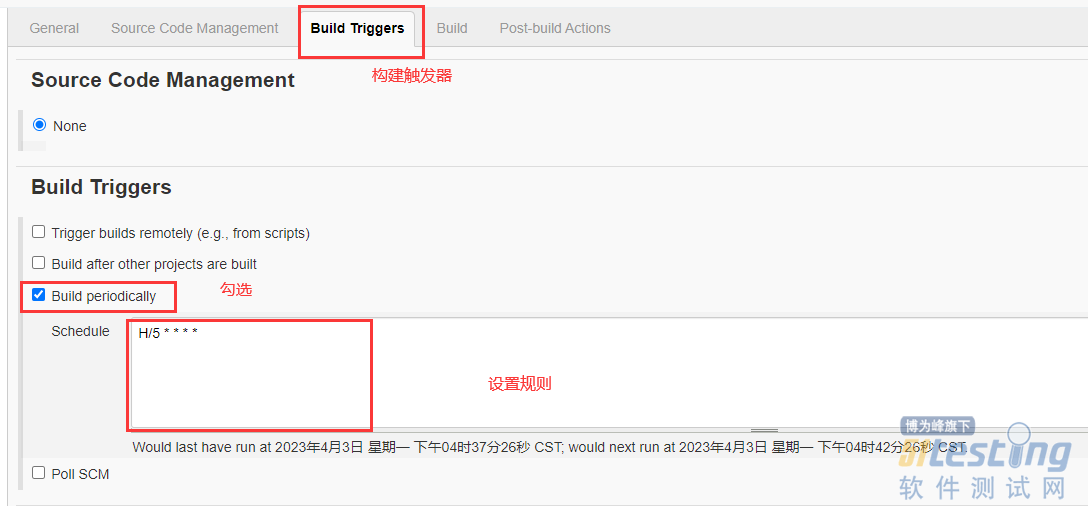 General Source Code Management Build Triggers Build Post-build Actions
构建触发器
Source Code Management
None
Build Triggers
Trigger builds remotely (e.g., from scripts)
Build after other projects are built
Build periodically
勾选
Schedule
H/5 * * * *
设置规则
Would last have run at 2023年4月3日 星期一 下午04时37分26秒 CST; would next run at 2023年4月3日 星期一 下午04时42分26秒 CST.
Poll SCM
博为峰旗下
51testing
软件测试网